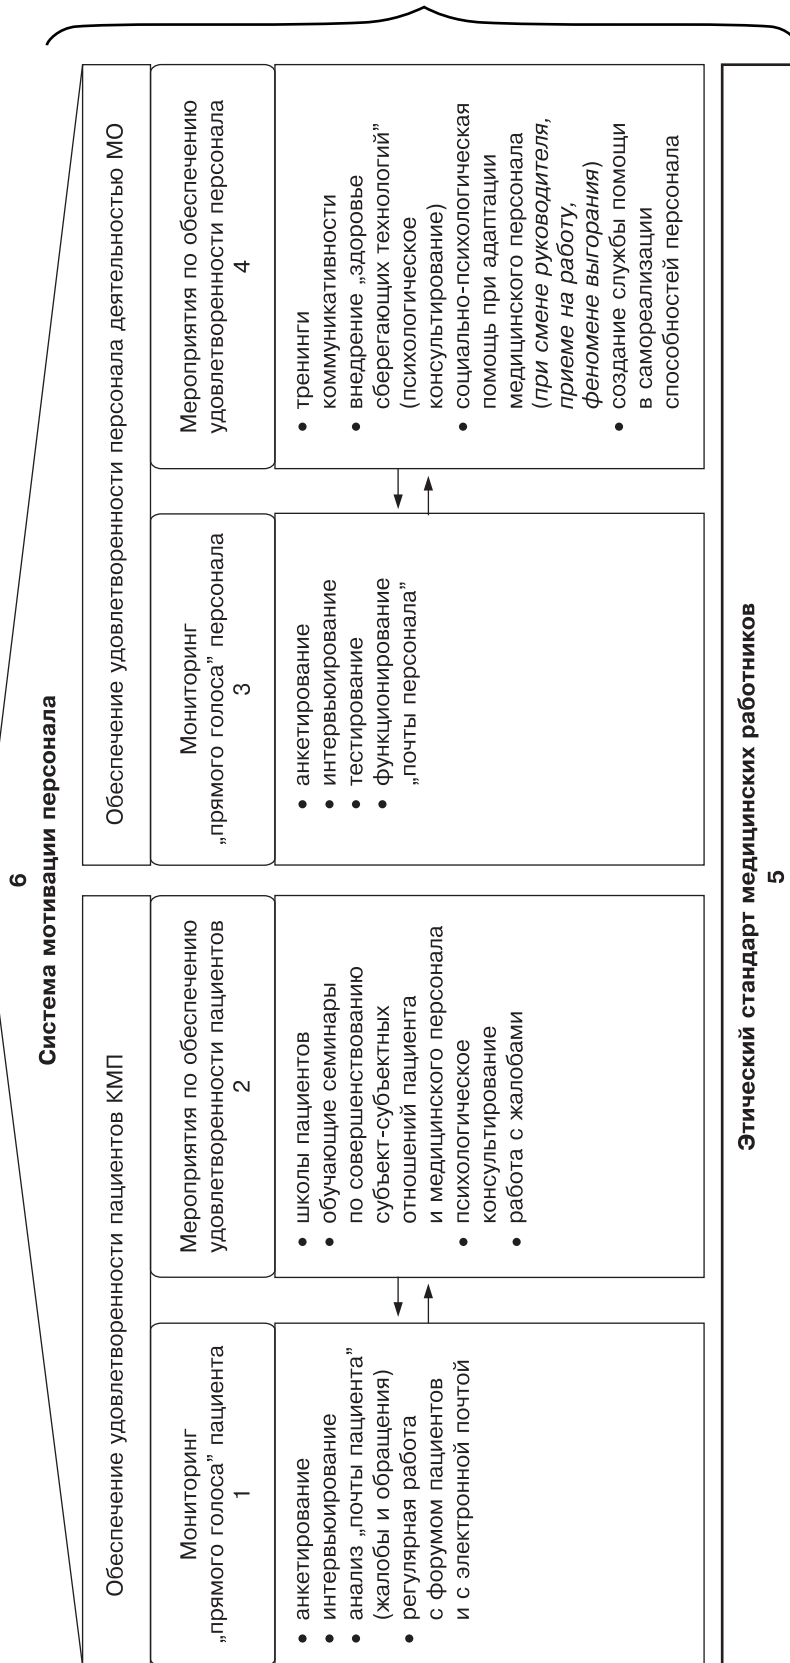 6
Система мотивации персонала
Обеспечение удовлетворенности пациентов КМП
Мониторинг
„прямого голоса” пациента
1
• анкетирование
• интервьюирование
• анализ „почты пациента”
(жалобы и обращения)
• регулярная работа
с форумом пациентов
и с электронной почтой
Мероприятия по обеспечению
удовлетворенности пациентов
2
• школы пациентов
• обучающие семинары
по совершенствованию
субъект-субъектных
отношений пациента
и медицинского персонала
• психологическое
консультирование
• работа с жалобами
Обеспечение удовлетворенности персонала деятельностью МО
Мониторинг
„прямого голоса” персонала
3
• анкетирование
• интервьюирование
• тестирование
• функционирование
„почты персонала”
Мероприятия по обеспечению
удовлетворенности персонала
4
• тренинги
коммуникативности
• внедрение „здоровье
сберегающих технологий”
(психологическое
консультирование)
• социально-психологическая
помощь при адаптации
медицинского персонала
(при смене руководителя,
приеме на работу,
феномене выгорания)
• создание службы помощи
в самореализации
способностей персонала
Этический стандарт медицинских работников
5